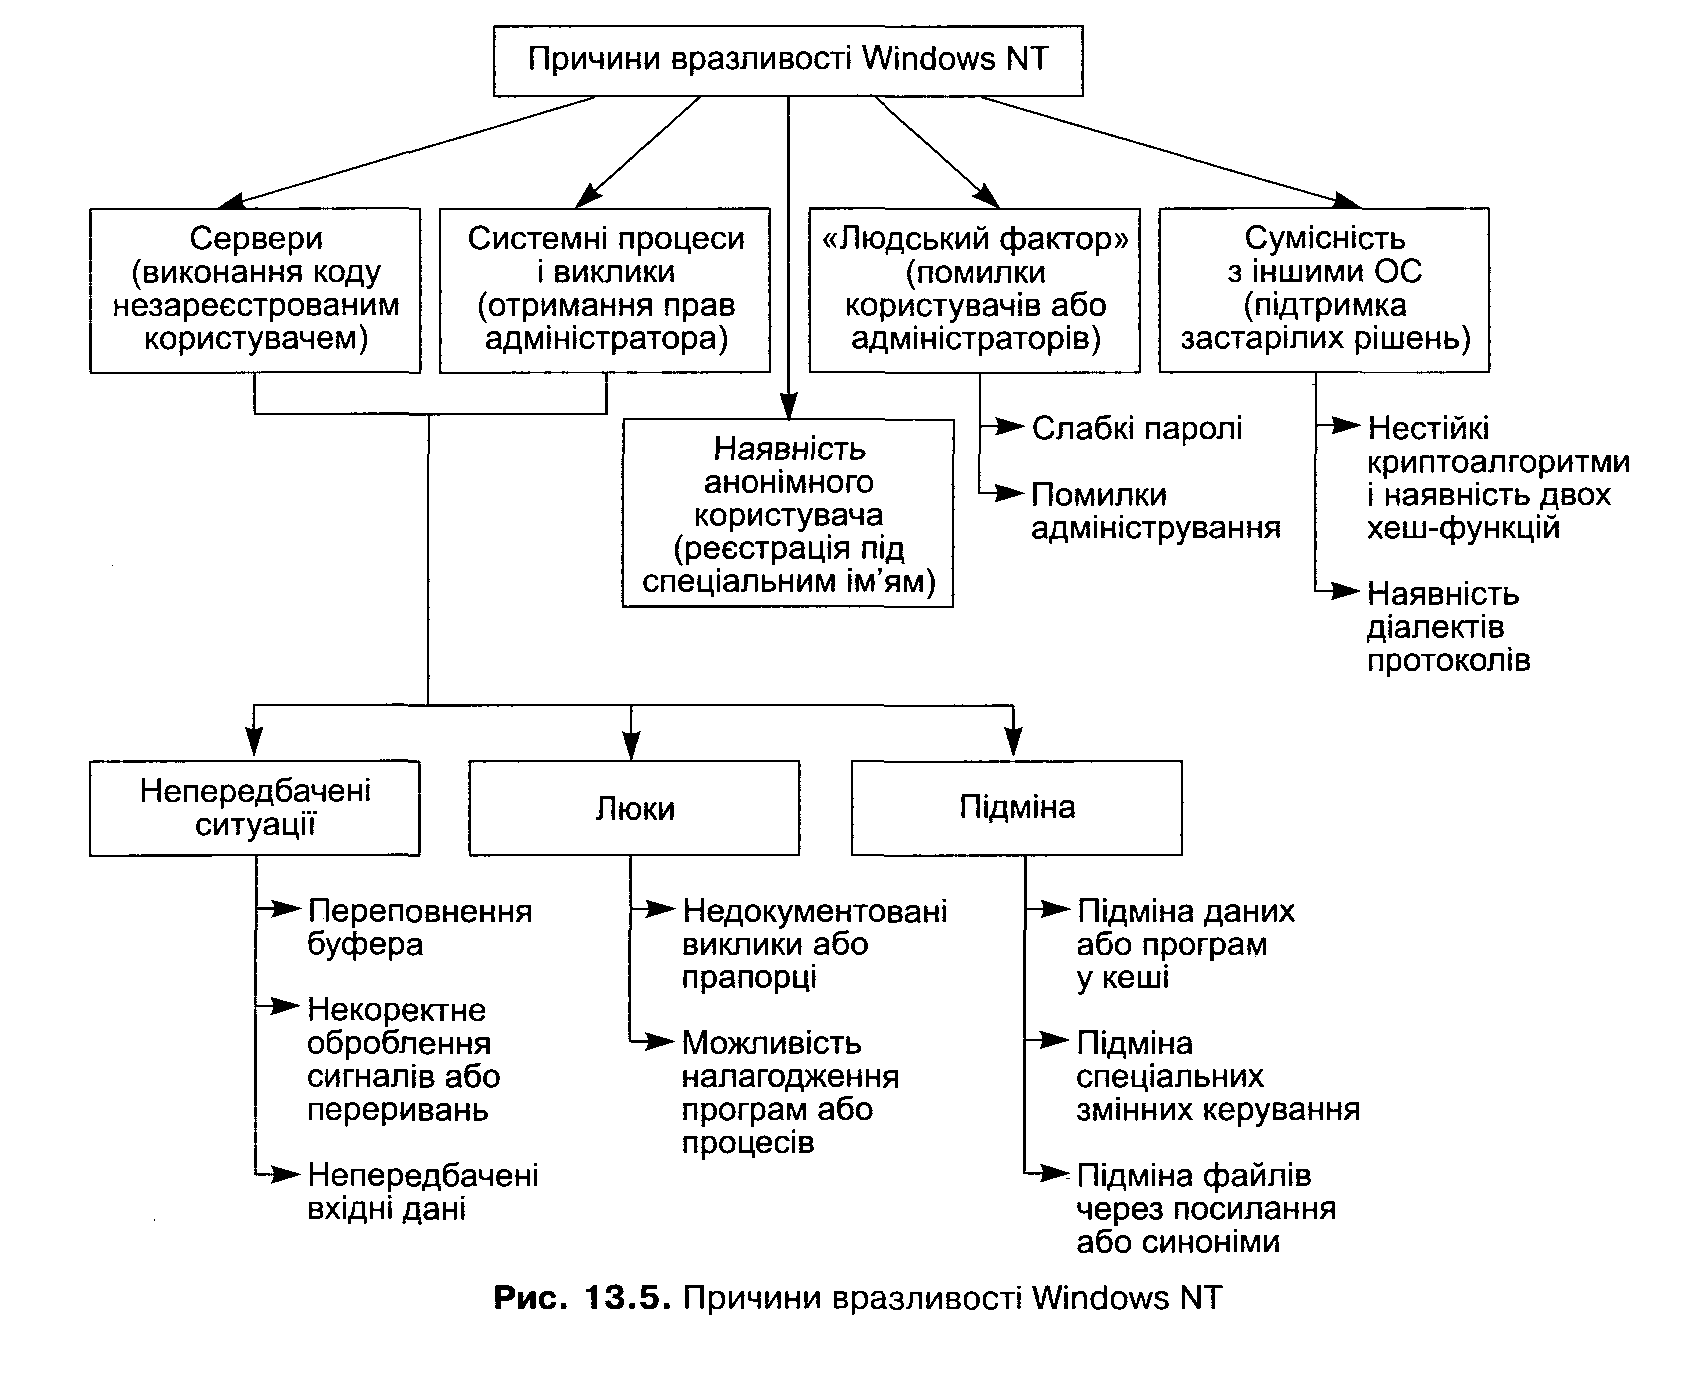 Причини вразливості Windows NT
Сервери
(виконання коду
незареєстрованим
користувачем)
Системні процеси
і виклики
(отримання прав
адміністратора)
«Людський фактор»
(помилки
користувачів або
адміністраторів)
Сумісність
з іншими ОС
(підтримка
застарілих рішень)
Наявність
анонімного
користувача
(реєстрація під
спеціальним ім’ям)
Слабкі паролі
Помилки
адміністрування
Нестійкі
криптоалгоритми
і наявність двох
хеш-функцій
Наявність
діалектів
протоколів
Непередбачені
ситуації
Люки
Підміна
Переповнення
буфера
Некоректне
оброблення
сигналів або
переривань
Непередбачені
вхідні дані
Недокументовані
виклики або
прапорці
Можливість
налагодження
програм або
процесів
Підміна даних
або програм
у кеші
Підміна
спеціальних
змінних керування
Підміна файлів
через посилання
або синоніми
Рис. 13.5. Причини вразливості Windows NT